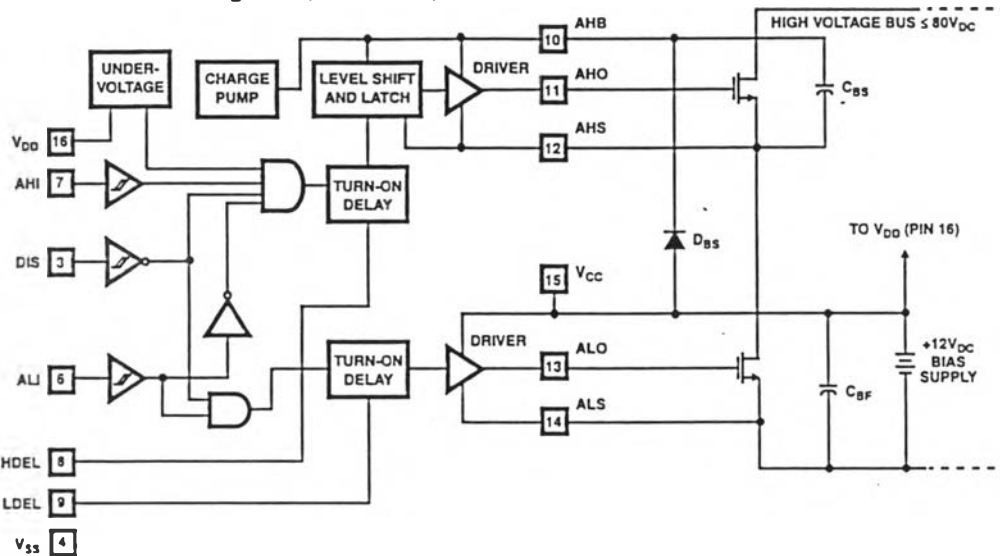 AHB
HIGH VOLTAGE BUS ≤ 80VDC
10
UNDER-
VOLTAGE
CHARGE
PUMP
LEVEL SHIFT
AND LATCH
DRIVER
AHO
11
CBS
AHS
12
VDD 16
AHI 7
TURN-ON
DELAY
DIS 3
DBS
TO VDD (PIN 16)
15
VCC
DRIVER
TURN-ON
DELAY
ALO
13
+12VDC
BIAS
SUPPLY
ALI 6
CBF
ALS
14
HDEL 8
LDEL 9
VSS 4